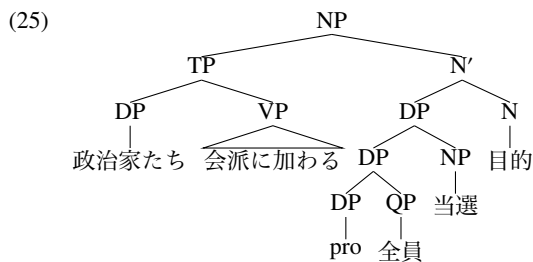 (25) NP
TP N′
DP VP DP N
政治家たち 会派に加わる DP NP 目的
DP QP 当選
pro 全員